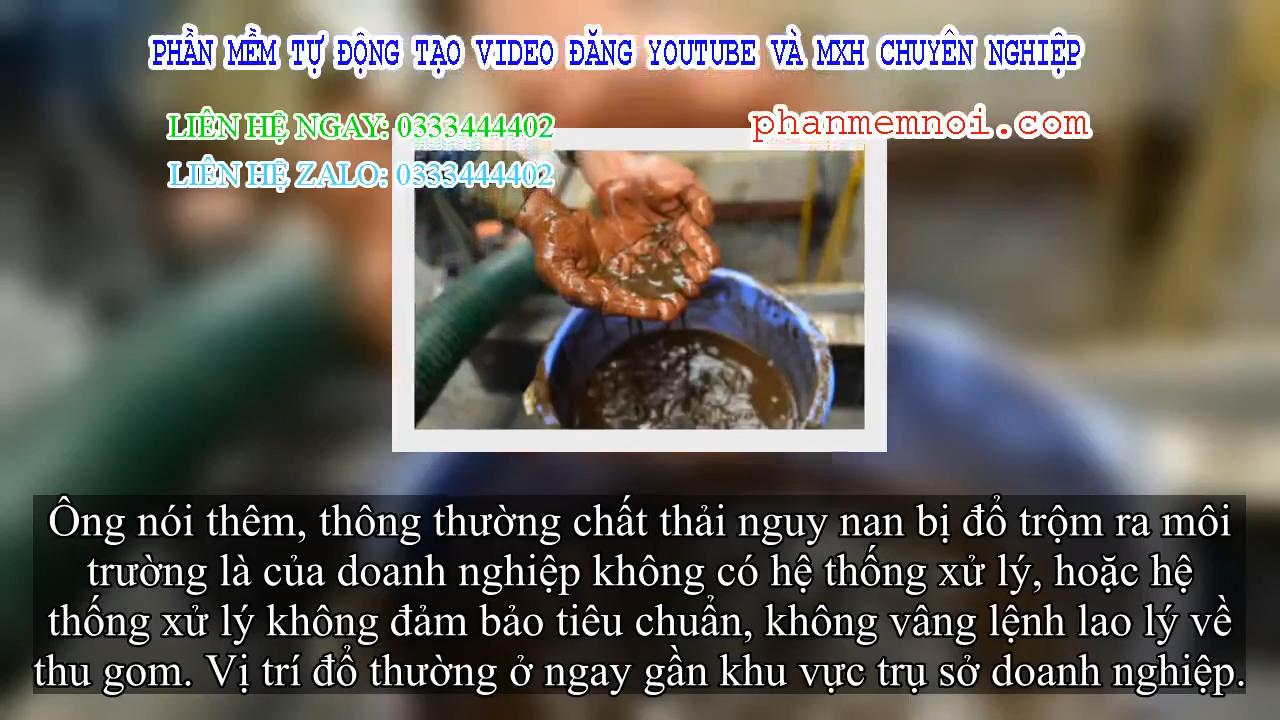 PHẦN MỀM TỰ ĐỘNG TẠO VIDEO ĐĂNG YOUTUBE VÀ MXH CHUYÊN NGHIỆP
LIÊN HỆ NGAY: 0333444402
phanmemnoi.com
LIÊN HỆ ZALO: 0333444402
Ông nói thêm, thông thường chất thải nguy nan bị đổ trộm ra môi
trường là của doanh nghiệp không có hệ thống xử lý, hoặc hệ
thống xử lý không đảm bảo tiêu chuẩn, không vâng lệnh lao lý về
thu gom. Vị trí đổ thường ở ngay gần khu vực trụ sở doanh nghiệp.